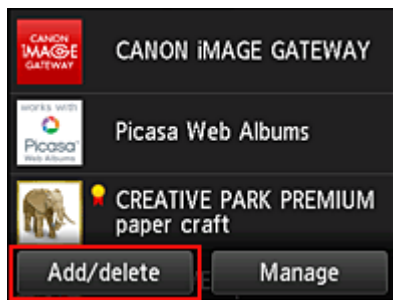 CANON
iMAGE
GATEWAY
CANON iMAGE GATEWAY
works with
Picasa
Web Albums
Picasa Web Albums
CREATIVE PARK PREMIUM
paper craft
Add/delete
Manage